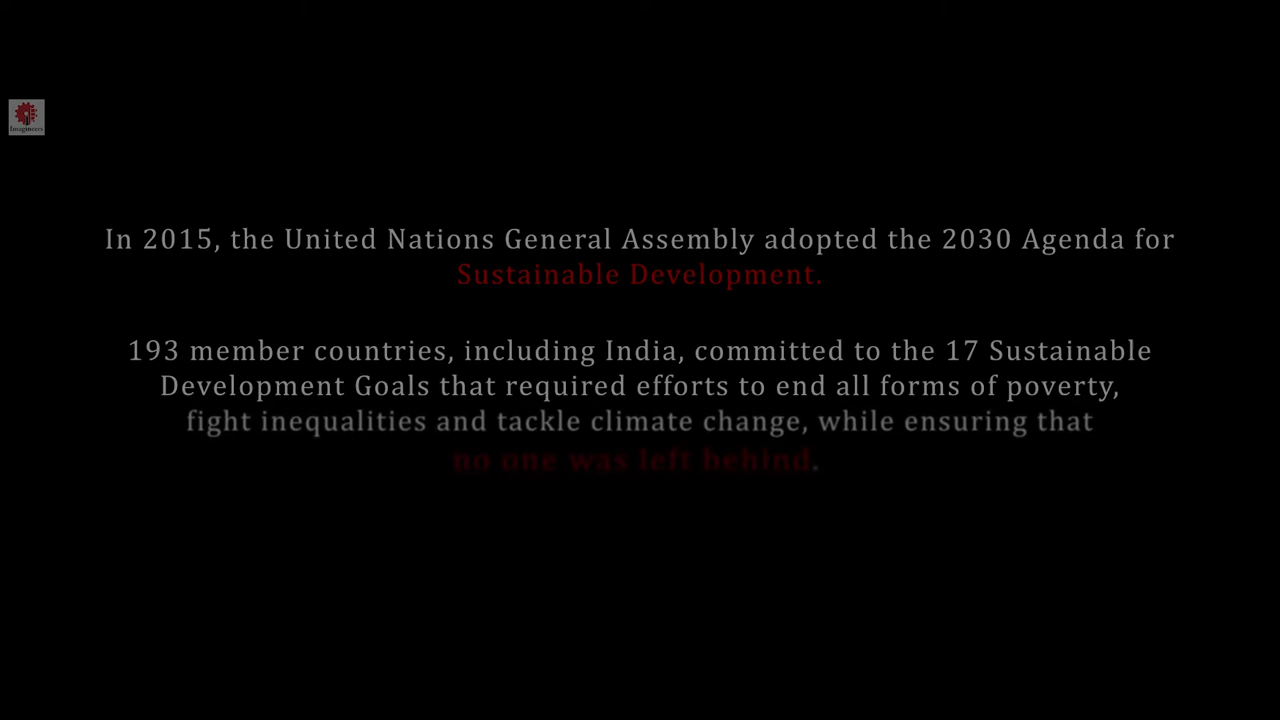 Imagineers
In 2015, the United Nations General Assembly adopted the 2030 Agenda for
Sustainable Development.
193 member countries, including India, committed to the 17 Sustainable
Development Goals that required efforts to end all forms of poverty,
fight inequalities and tackle climate change, while ensuring that
no one was left behind.